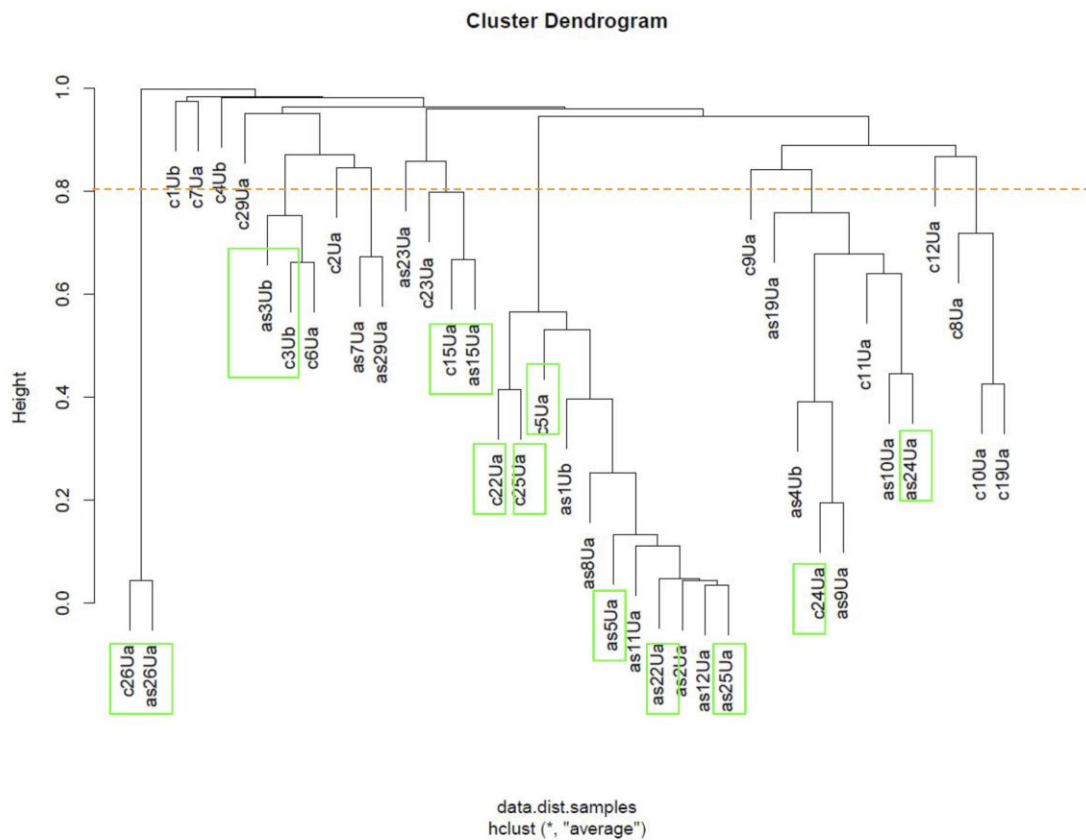 Cluster Dendrogram
Height
1.0
0.8
0.6
0.4
0.2
0.0
c26Ua
as26Ua
c1Ub
c7Ua
c4Ub
c29Ua
as3Ub
c3Ub
c6Ua
c2Ua
as7Ua
as29Ua
as23Ua
c23Ua
c15Ua
as15Ua
c22Ua
c25Ua
c5Ua
as1Ub
as8Ua
as5Ua
as11Ua
as22Ua
as2Ua
as12Ua
as25Ua
c9Ua
as19Ua
as4Ub
c24Ua
as9Ua
c11Ua
as10Ua
as24Ua
c12Ua
c8Ua
c10Ua
c19Ua
data.dist.samples
hclust (*, "average")